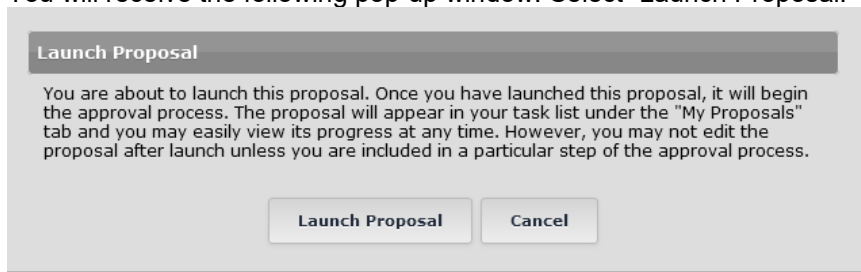 You will receive the following pop-up window. Select "Launch Proposal."
Launch Proposal
You are about to launch this proposal. Once you have launched this proposal, it will begin
the approval process. The proposal will appear in your task list under the "My Proposals"
tab and you may easily view its progress at any time. However, you may not edit the
proposal after launch unless you are included in a particular step of the approval process.
Launch Proposal
Cancel